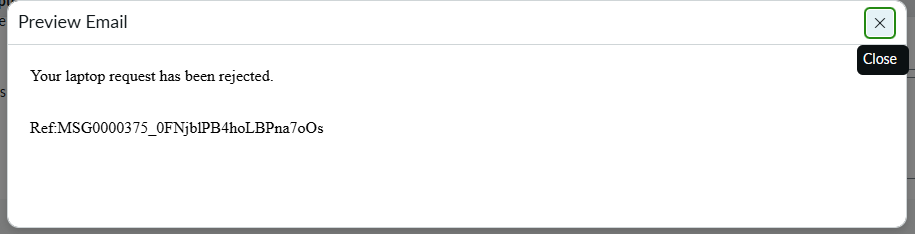 Preview Email
Close
Your laptop request has been rejected.
Ref:MSG0000375_0FNjblPB4hoLBPna7oOs